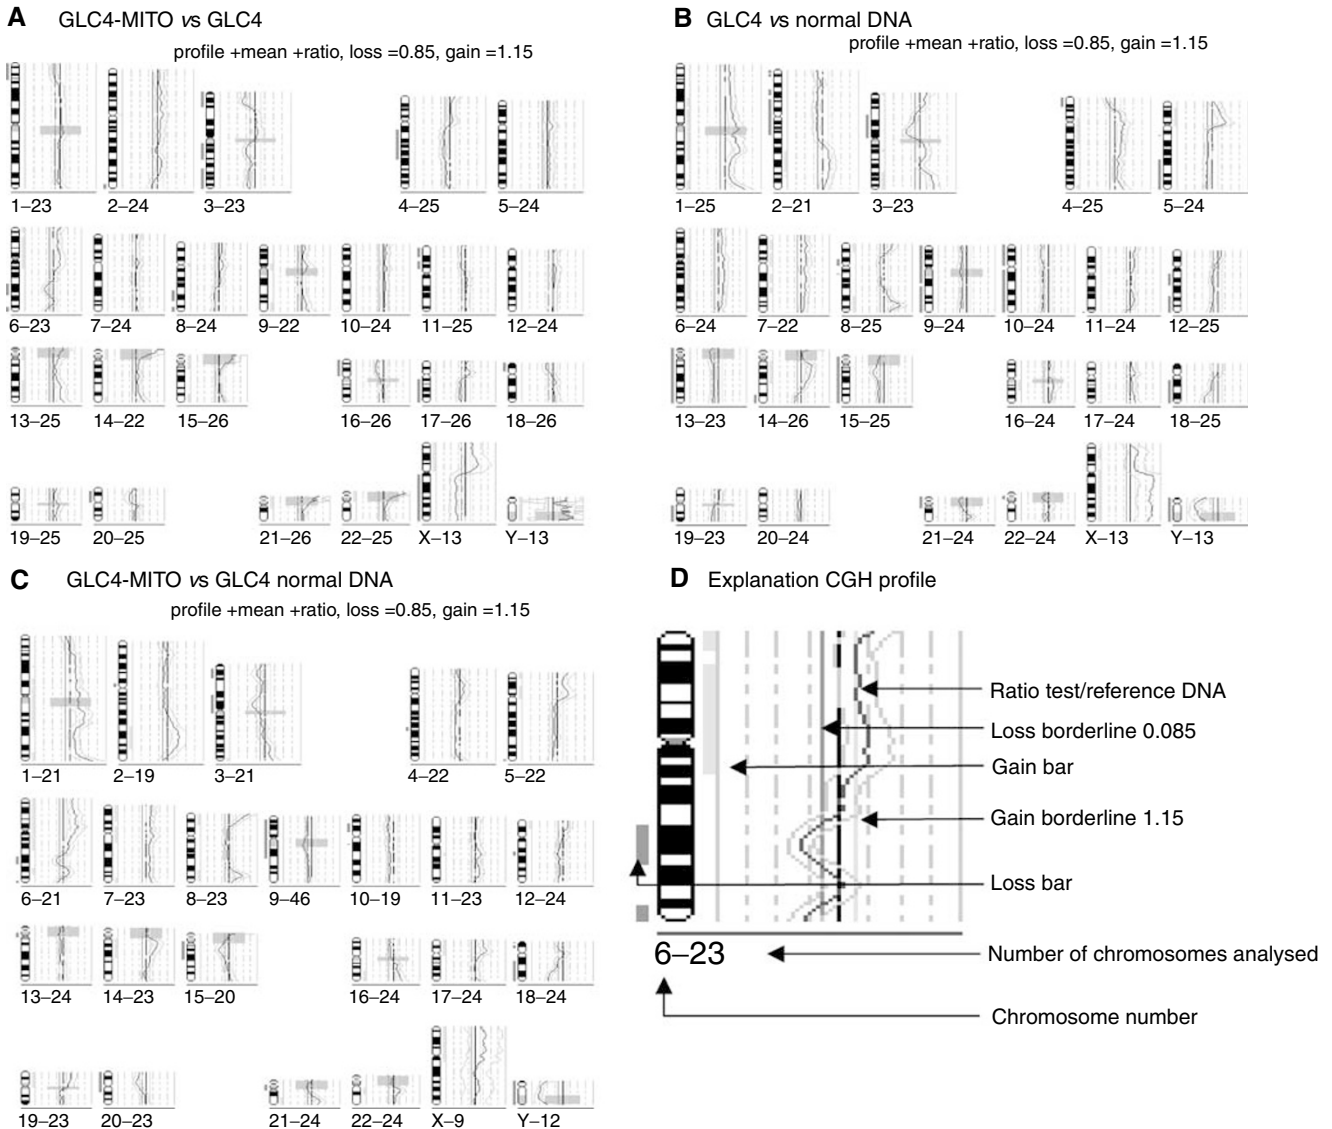 A GLC4-MITO vs GLC4
profile +mean +ratio, loss =0.85, gain =1.15
1–23 2–24 3–23 4–25 5–24
6–23 7–24 8–24 9–22 10–24 11–25 12–24
13–25 14–22 15–26 16–26 17–26 18–26
19–25 20–25 21–26 22–25 X–13 Y–13
B GLC4 vs normal DNA
profile +mean +ratio, loss =0.85, gain =1.15
1–25 2–21 3–23 4–25 5–24
6–24 7–22 8–25 9–24 10–24 11–24 12–25
13–23 14–26 15–25 16–24 17–24 18–25
19–23 20–24 21–24 22–24 X–13 Y–13
C GLC4-MITO vs GLC4 normal DNA
profile +mean +ratio, loss =0.85, gain =1.15
1–21 2–19 3–21 4–22 5–22
6–21 7–23 8–23 9–46 10–19 11–23 12–24
13–24 14–23 15–20 16–24 17–24 18–24
19–23 20–23 21–24 22–24 X–9 Y–12
D Explanation CGH profile
Ratio test/reference DNA
Loss borderline 0.085
Gain bar
Gain borderline 1.15
Loss bar
6–23
Number of chromosomes analysed
Chromosome number